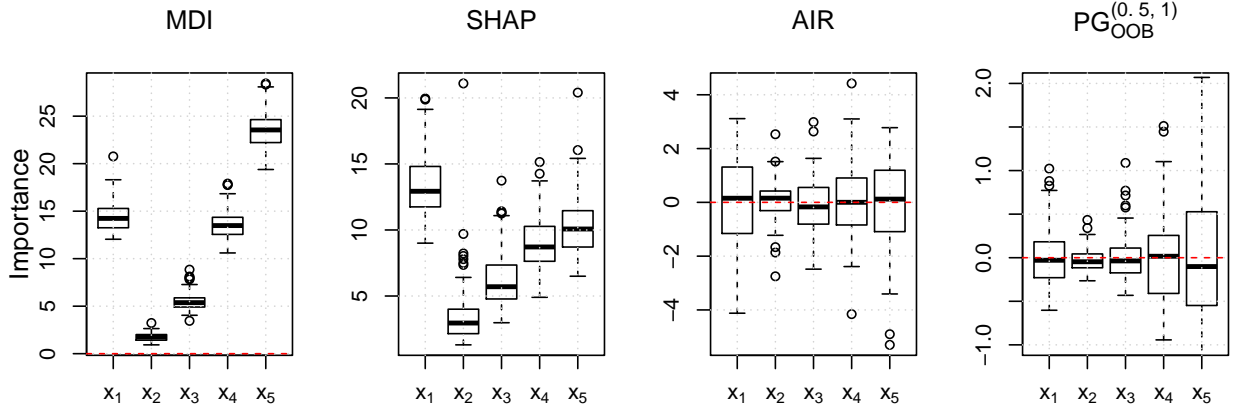 MDI
Importance
0 5 10 15 20 25
x1 x2 x3 x4 x5
SHAP
5 10 15 20
x1 x2 x3 x4 x5
AIR
−4 −2 0 2 4
x1 x2 x3 x4 x5
PG(0. 5, 1)OOB
−1.0 0.0 1.0 2.0
x1 x2 x3 x4 x5